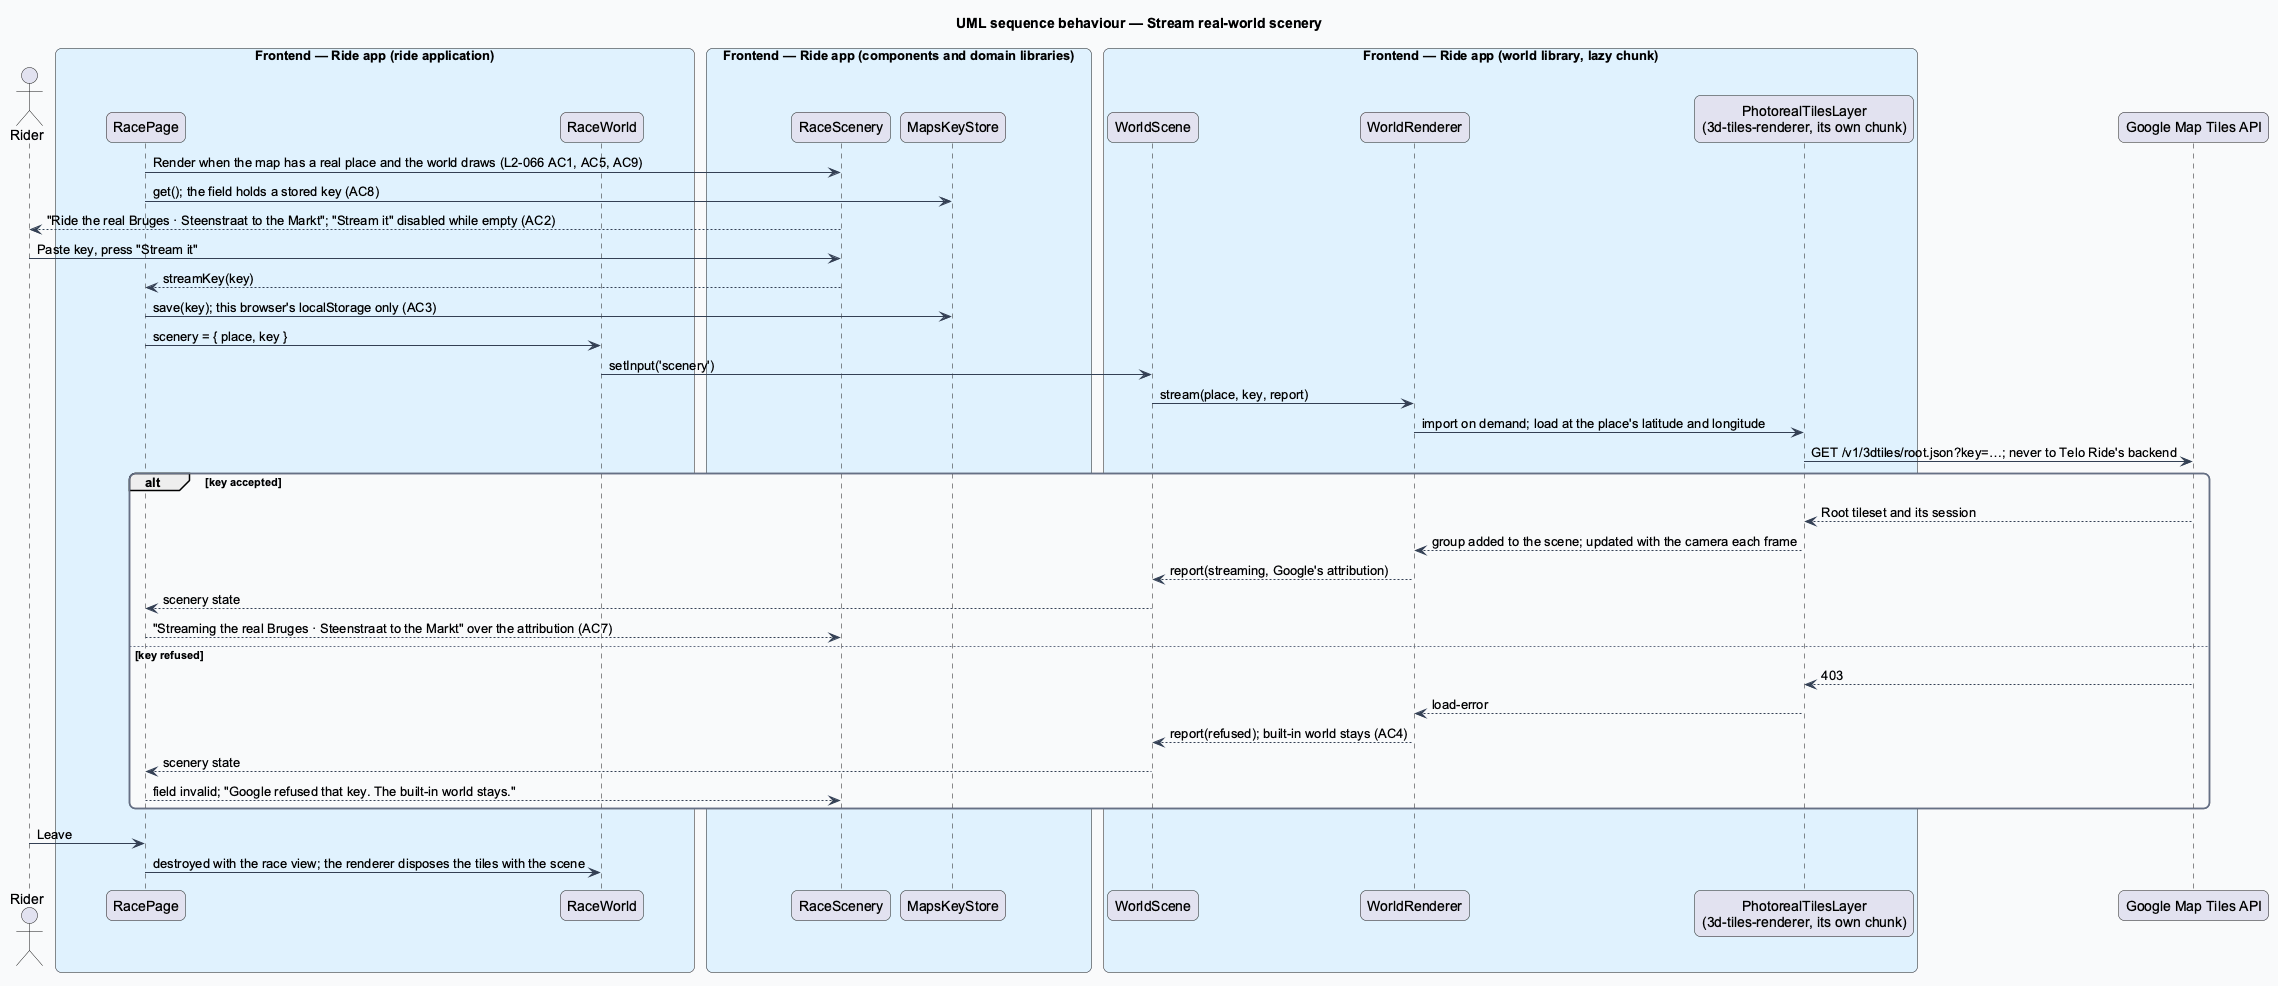 UML sequence behaviour — Stream real-world scenery
Frontend — Ride app (ride application)
Frontend — Ride app (components and domain libraries)
Frontend — Ride app (world library, lazy chunk)
Rider
RacePage
RaceWorld
RaceScenery
MapsKeyStore
WorldScene
WorldRenderer
PhotorealTilesLayer
(3d-tiles-renderer, its own chunk)
Google Map Tiles API
Render when the map has a real place and the world draws (L2-066 AC1, AC5, AC9)
get(); the field holds a stored key (AC8)
"Ride the real Bruges · Steenstraat to the Markt"; "Stream it" disabled while empty (AC2)
Paste key, press "Stream it"
streamKey(key)
save(key); this browser's localStorage only (AC3)
scenery = { place, key }
setInput('scenery')
stream(place, key, report)
import on demand; load at the place's latitude and longitude
GET /v1/3dtiles/root.json?key=…; never to Telo Ride's backend
alt
[key accepted]
Root tileset and its session
group added to the scene; updated with the camera each frame
report(streaming, Google's attribution)
scenery state
"Streaming the real Bruges · Steenstraat to the Markt" over the attribution (AC7)
[key refused]
403
load-error
report(refused); built-in world stays (AC4)
scenery state
field invalid; "Google refused that key. The built-in world stays."
Leave
destroyed with the race view; the renderer disposes the tiles with the scene
Rider
RacePage
RaceWorld
RaceScenery
MapsKeyStore
WorldScene
WorldRenderer
PhotorealTilesLayer
(3d-tiles-renderer, its own chunk)
Google Map Tiles API